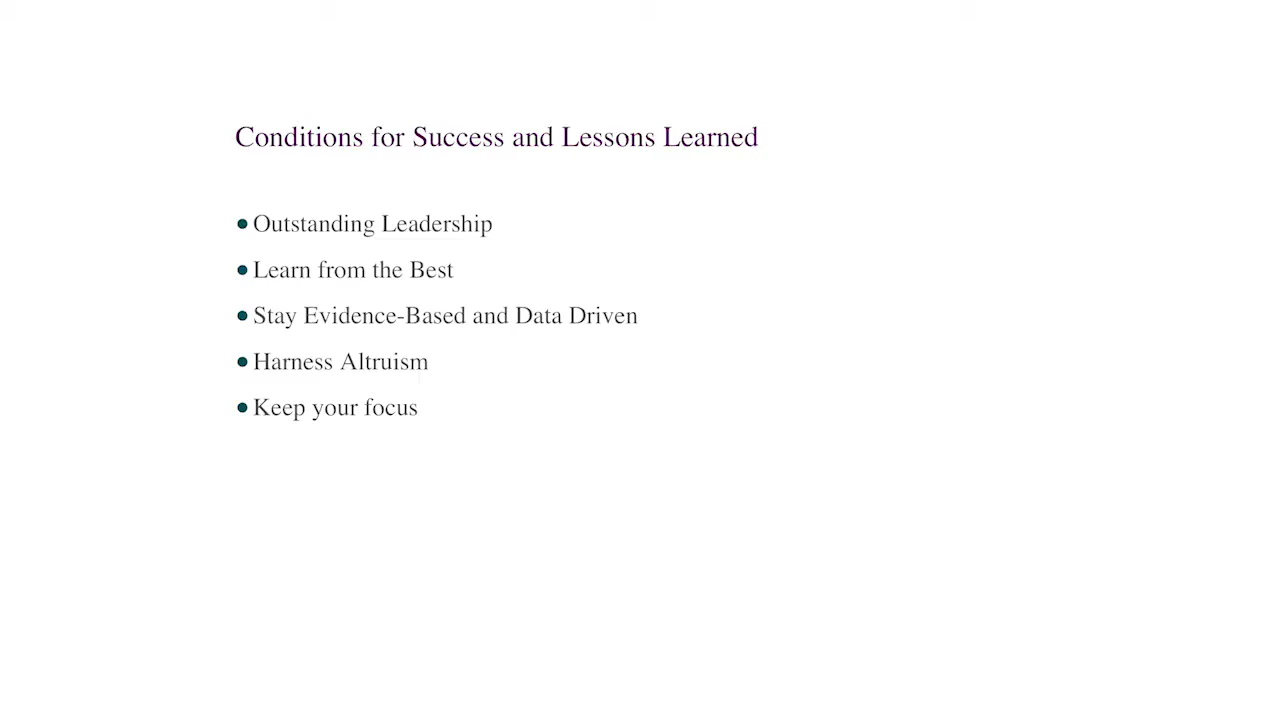 Conditions for Success and Lessons Learned
● Outstanding Leadership
● Learn from the Best
● Stay Evidence-Based and Data Driven
● Harness Altruism
● Keep your focus